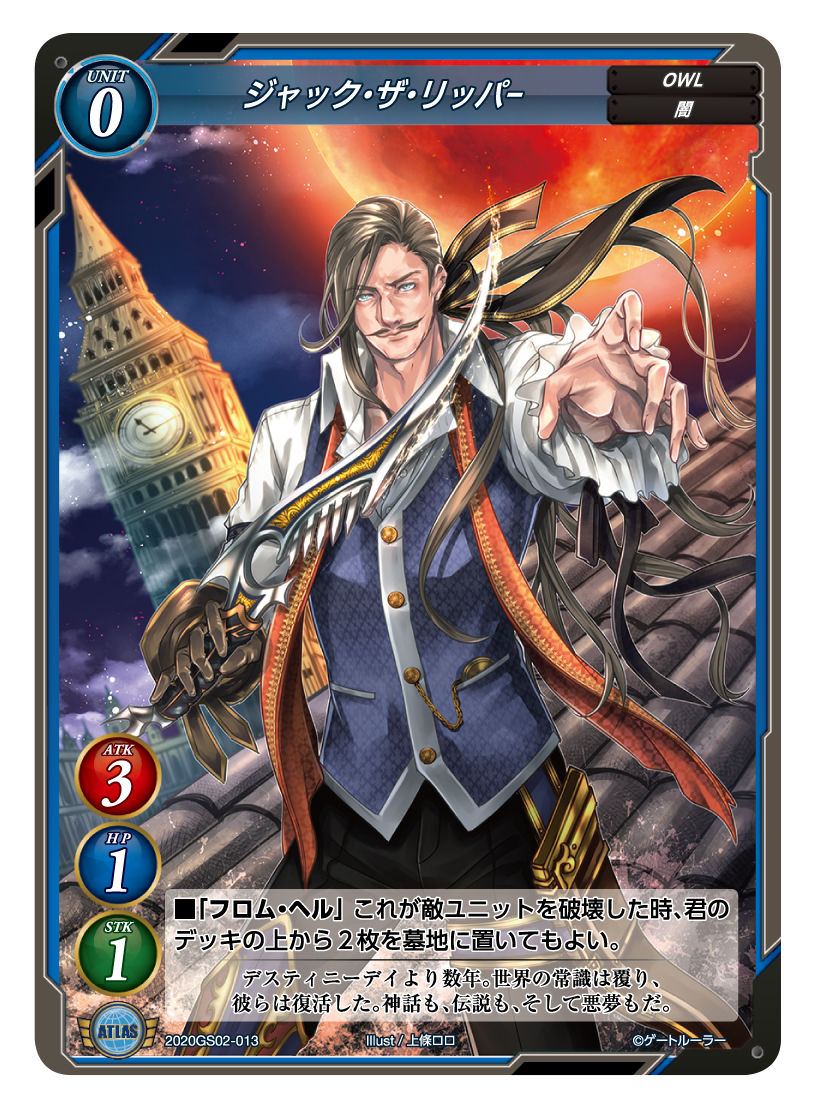 UNIT
0
ジャック・ザ・リッパー
OWL
闇
ATK
3
HP
1
STK
1
■「フロム・ヘル」 これが敵ユニットを破壊した時、君の
デッキの上から２枚を墓地に置いてもよい。
デスティニーデイより数年。世界の常識は覆り、
彼らは復活した。神話も、伝説も、そして悪夢もだ。
ATLAS
2020GS02-013
Illust / 上條ロロ
©ゲートルーラー